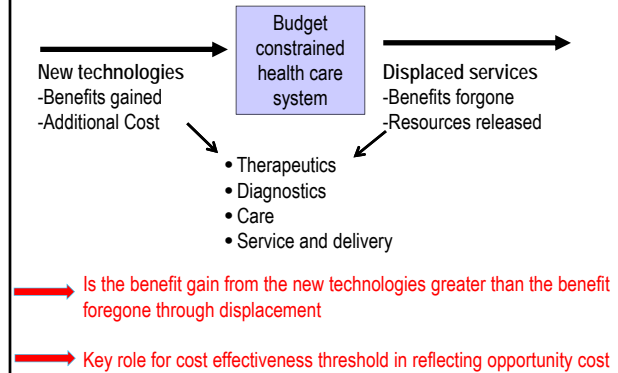 Budget
constrained
health care
system
New technologies
-Benefits gained
-Additional Cost
Displaced services
-Benefits forgone
-Resources released
• Therapeutics
• Diagnostics
• Care
• Service and delivery
Is the benefit gain from the new technologies greater than the benefit
foregone through displacement
Key role for cost effectiveness threshold in reflecting opportunity cost